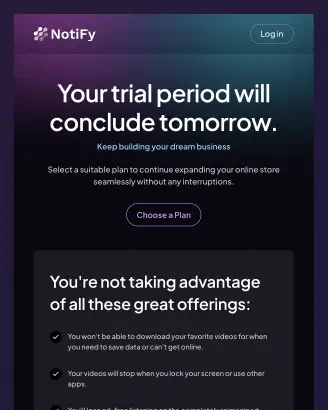 NotiFy
Log in
Your trial period will
conclude tomorrow.
Keep building your dream business
Select a suitable plan to continue expanding your online store
seamlessly without any interruptions.
Choose a Plan
You're not taking advantage
of all these great offerings:
You won't be able to download your favorite videos for when
you need to save data or can't get online.
Your videos will stop when you lock your screen or use other
apps.